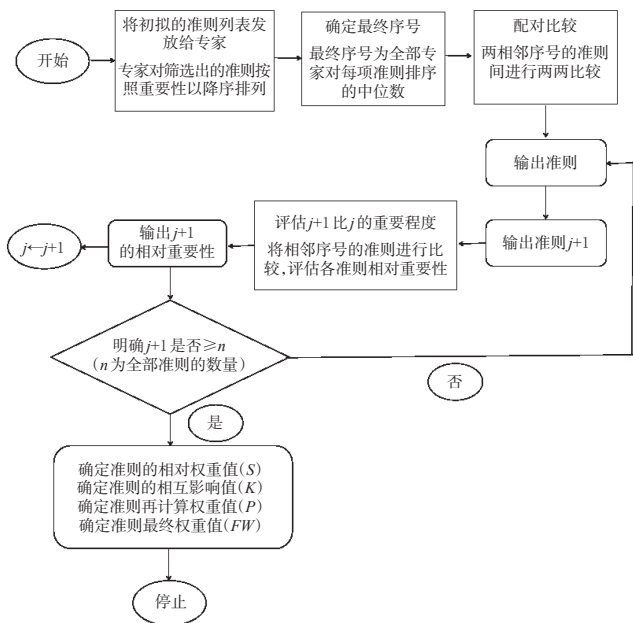 开始
将初拟的准则列表发放
给专家
专家对筛选出的准则按
照重要性以降序排列
确定最终序号
最终序号为全部专
家对每项准则排序
的中位数
配对比较
两相邻序号的准则
间进行两两比较
输出准则
输出准则j+1
评估j+1比j的重要程度
将相邻序号的准则进行比
较,评估各准则相对重要性
输出j+1
的相对重要性
j←j+1
明确j+1是否≥n
(n为全部准则的数量)
否
是
确定准则的相对权重值(S)
确定准则的相互影响值(K)
确定准则再计算权重值(P)
确定准则最终权重值(FW)
停止